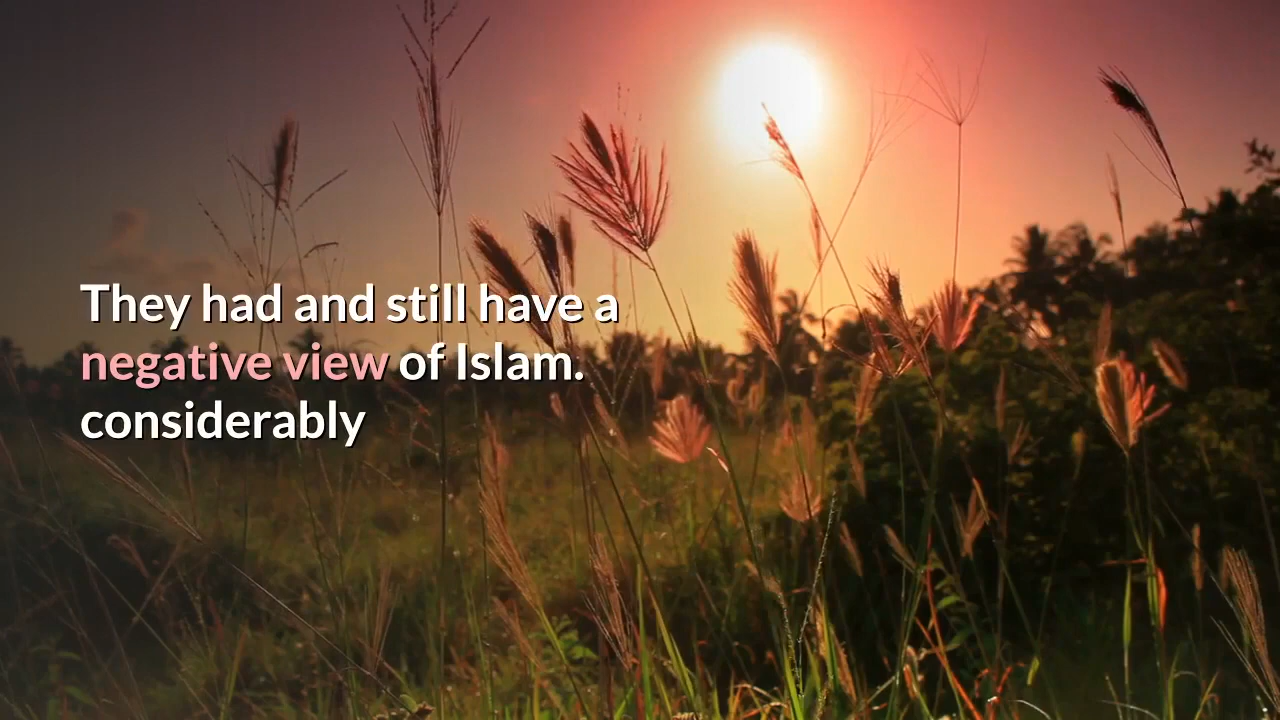 They had and still have a
negative view of Islam.
considerably